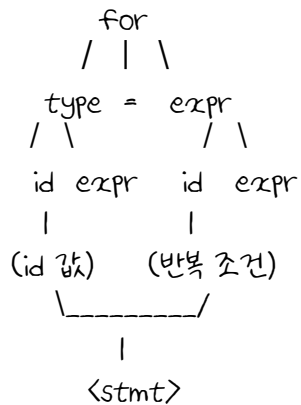 for
/ | \
type = expr
/ \ / \
id expr id expr
| |
(id 값) (반복 조건)
\_________/
|
<stmt>